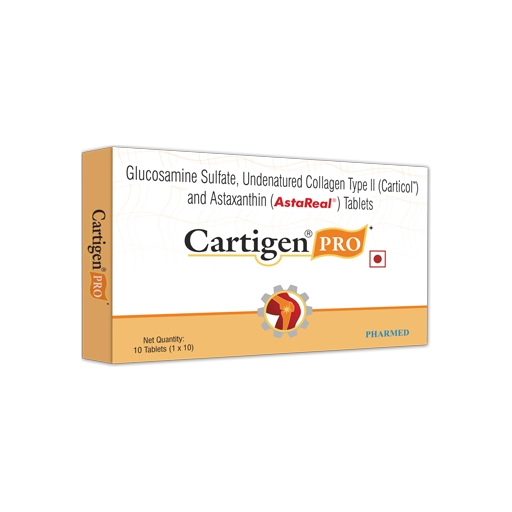 Glucosamine Sulfate, Undenatured Collagen Type II (Carticol™)
and Astaxanthin (AstaReal®) Tablets
Cartigen® PRO*
Net Quantity:
10 Tablets (1 x 10)
PHARMED
Cartigen® PRO*